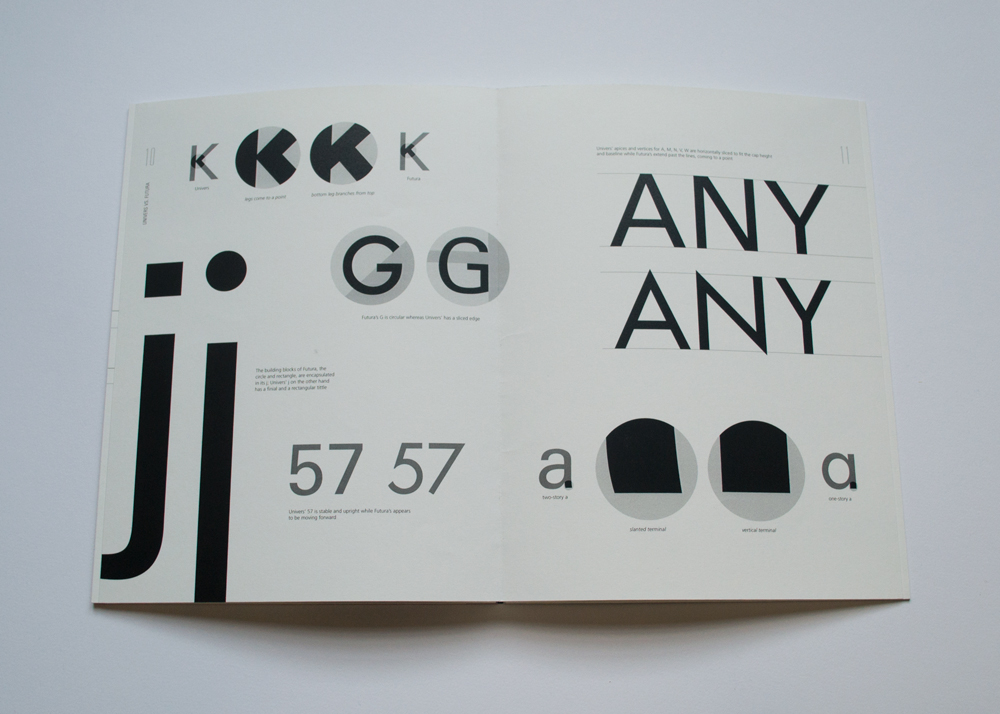 UNIVERS VS. FUTURA
K K K K
Univers
legs come to a point
bottom leg branches from top
Futura
j j
G G
Futura's G is circular whereas Univers' has a sliced edge
The building blocks of Futura, the
circle and rectangle, are encapsulated
in its j; Univers' j on the other hand
has a finial and a rectangular tittle
57 57
Univers' 57 is stable and upright while Futura's appears
to be moving forward
Univers' apices and vertices for A, M, N, V, W are horizontally sliced to fit the cap height
and baseline while Futura's extend past the lines, coming to a point
ANY
ANY
a
two-story a
slanted terminal
vertical terminal
ɑ
one-story a